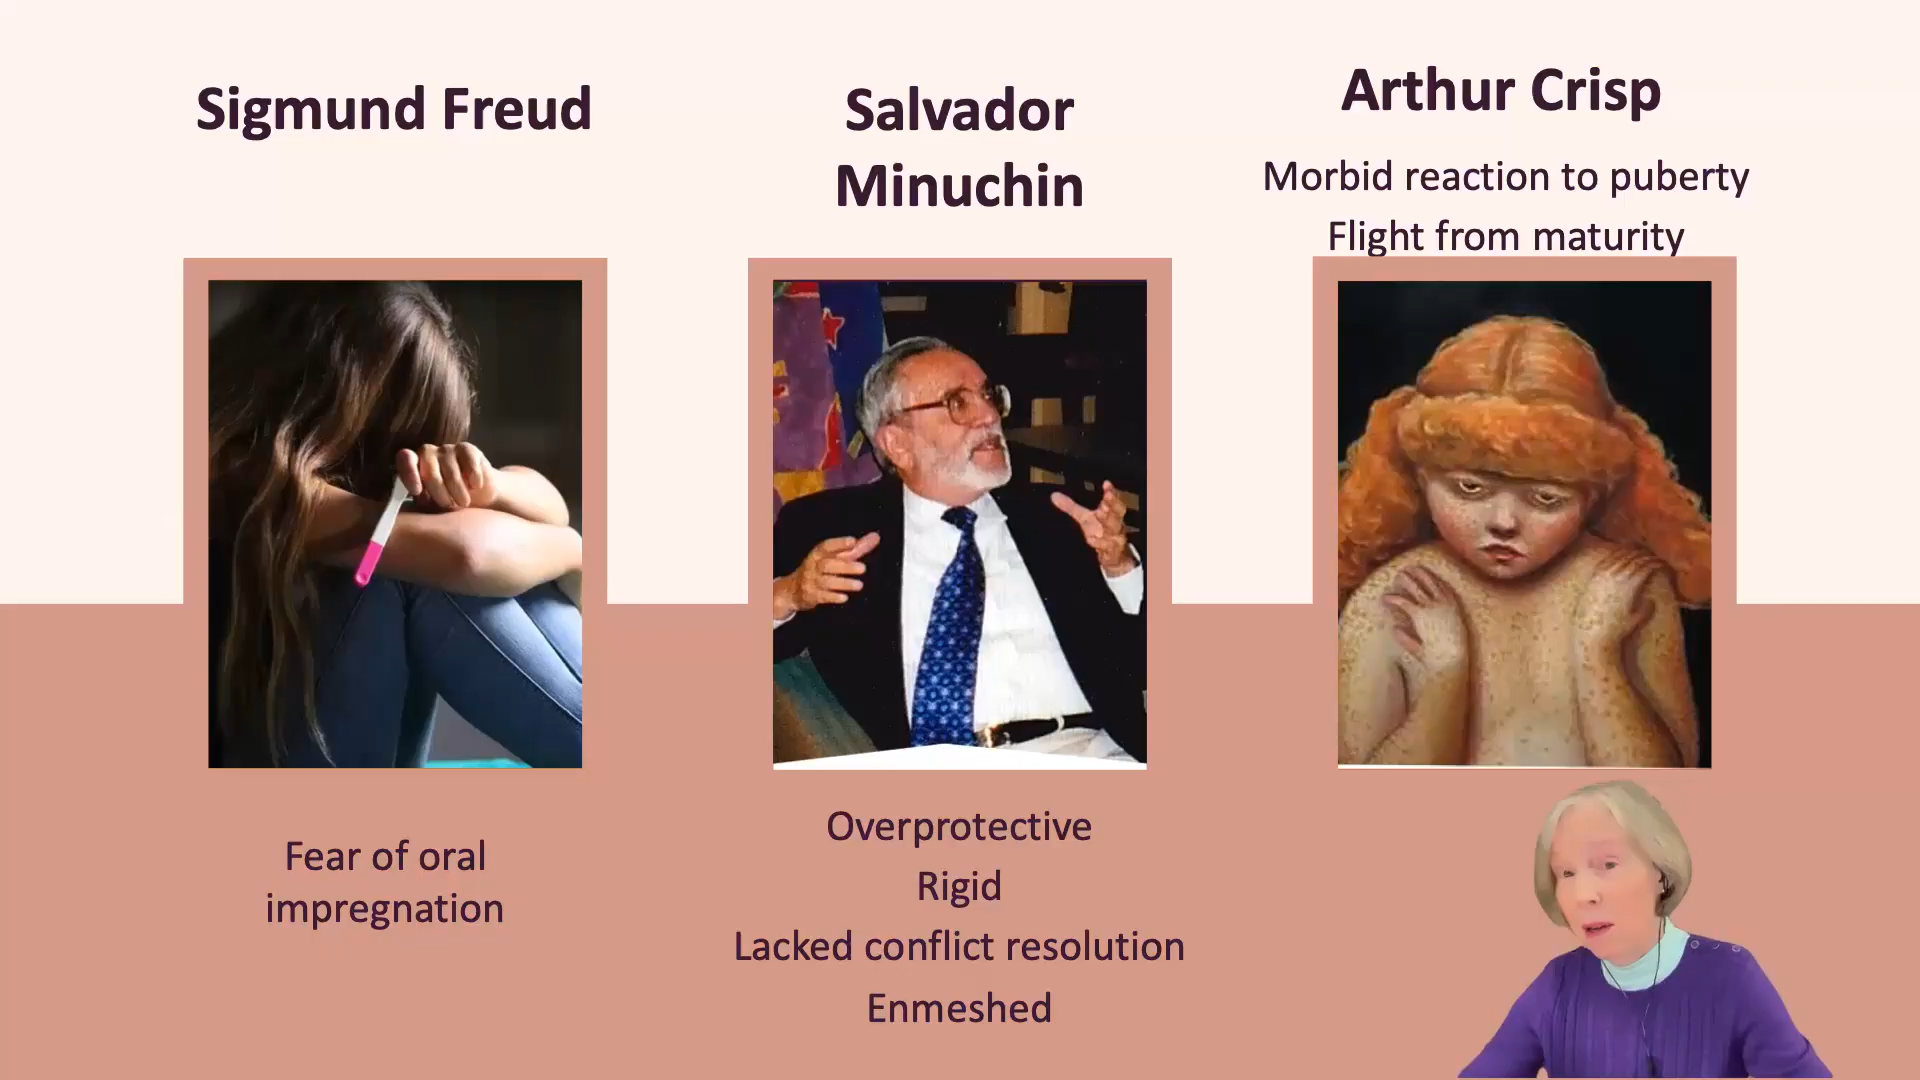 Sigmund Freud
Fear of oral
impregnation
Salvador
Minuchin
Overprotective
Rigid
Lacked conflict resolution
Enmeshed
Arthur Crisp
Morbid reaction to puberty
Flight from maturity